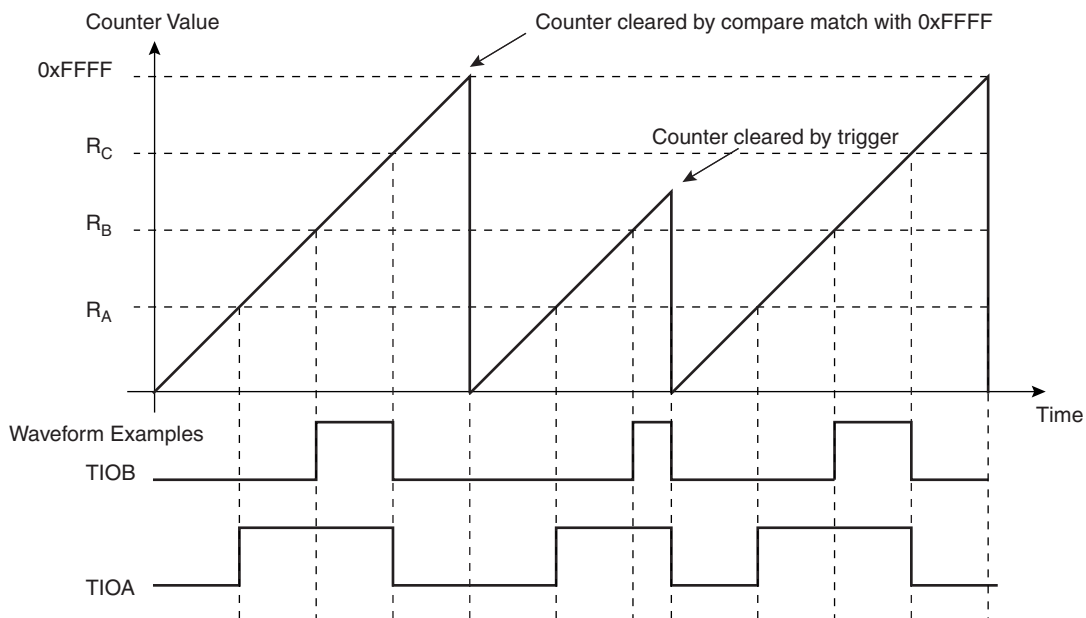 Counter Value
Counter cleared by compare match with 0xFFFF
0xFFFF
Counter cleared by trigger
RC
RB
RA
Time
Waveform Examples
TIOB
TIOA